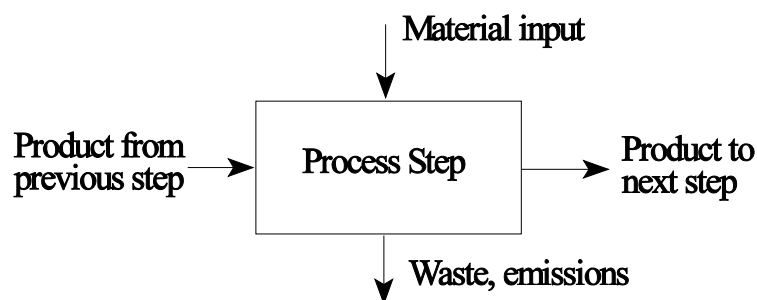 Material input
Product from
previous step
Process Step
Product to
next step
Waste, emissions